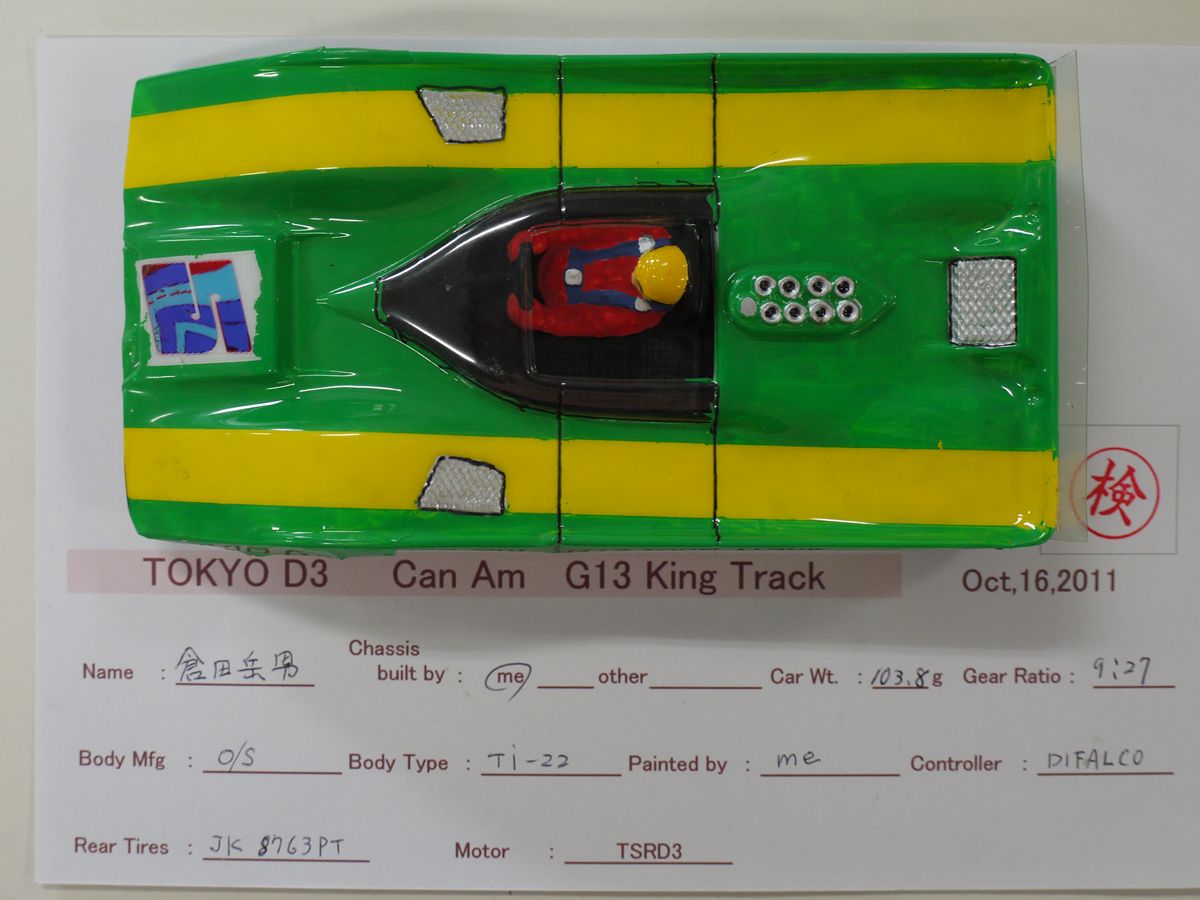 5
検
TOKYO D3 Can Am G13 King Track Oct,16,2011
Name : 倉田岳男 Chassis built by : me other Car Wt. : 103.8g Gear Ratio : 9:27
Body Mfg : O/S Body Type : Ti-22 Painted by : me Controller : DIFALCO
Rear Tires : JK 8763PT Motor : TSRD3